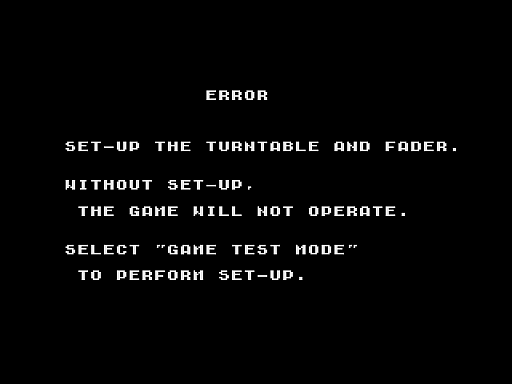 ERROR
SET-UP THE TURNTABLE AND FADER.
WITHOUT SET-UP,
THE GAME WILL NOT OPERATE.
SELECT "GAME TEST MODE"
TO PERFORM SET-UP.